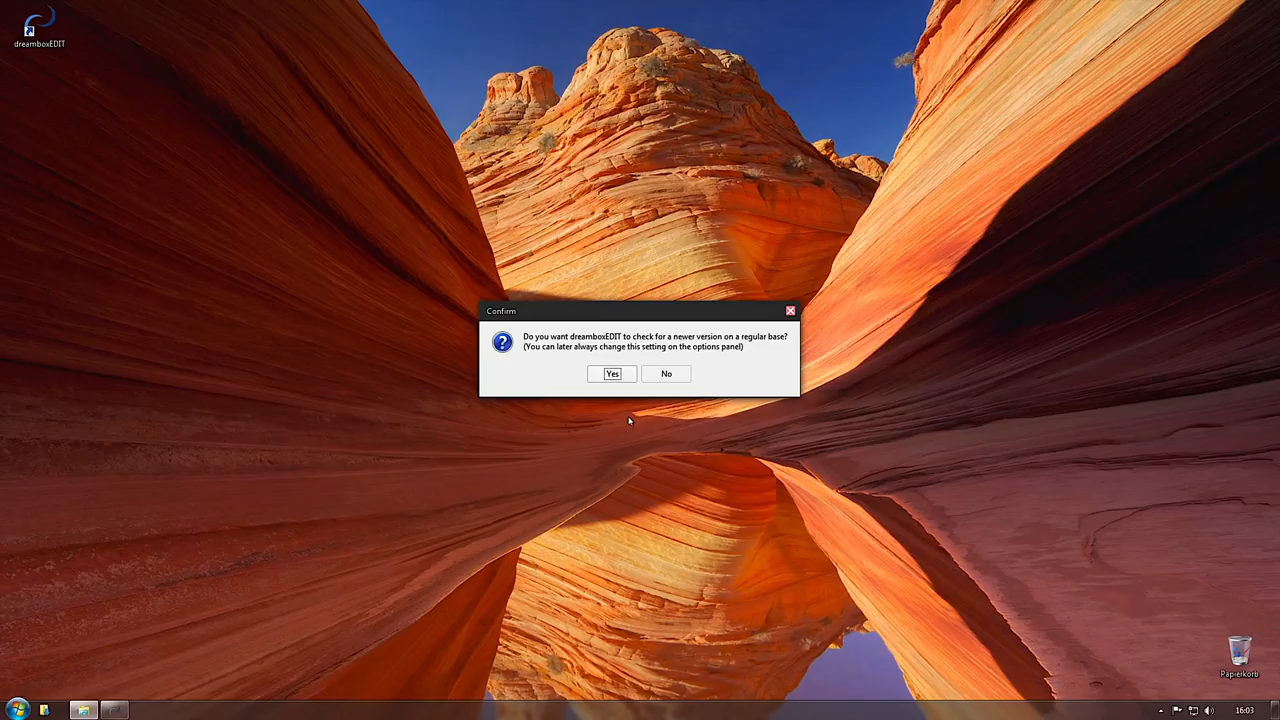 dreamboxEDIT
Confirm
Do you want dreamboxEDIT to check for a newer version on a regular base?
(You can later always change this setting on the options panel)
Yes
No
Papierkorb
16:03